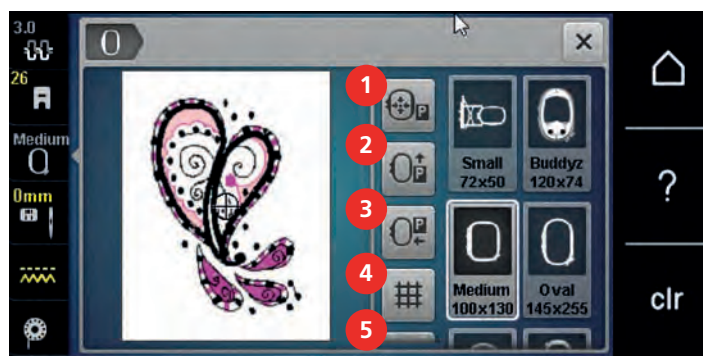 3.0
26
Medium
0mm
1
P
2
P
3
P
4
5
Small
72x50
Buddyz
120x74
Medium
100x130
Oval
145x255
?
clr